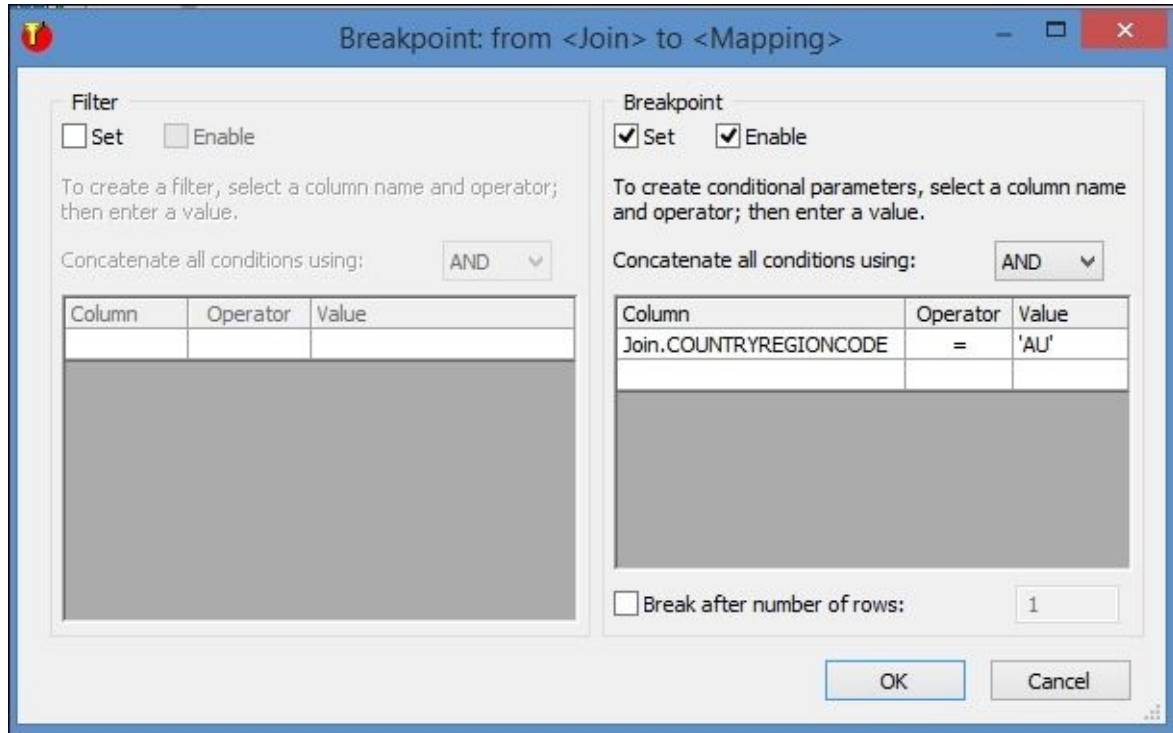 Breakpoint: from <Join> to <Mapping>
Filter
Set Enable
To create a filter, select a column name and operator;
then enter a value.
Concatenate all conditions using: AND
Column Operator Value
Breakpoint
Set Enable
To create conditional parameters, select a column name
and operator; then enter a value.
Concatenate all conditions using: AND
Column Operator Value
Join.COUNTRYREGIONCODE = 'AU'
Break after number of rows: 1
OK Cancel